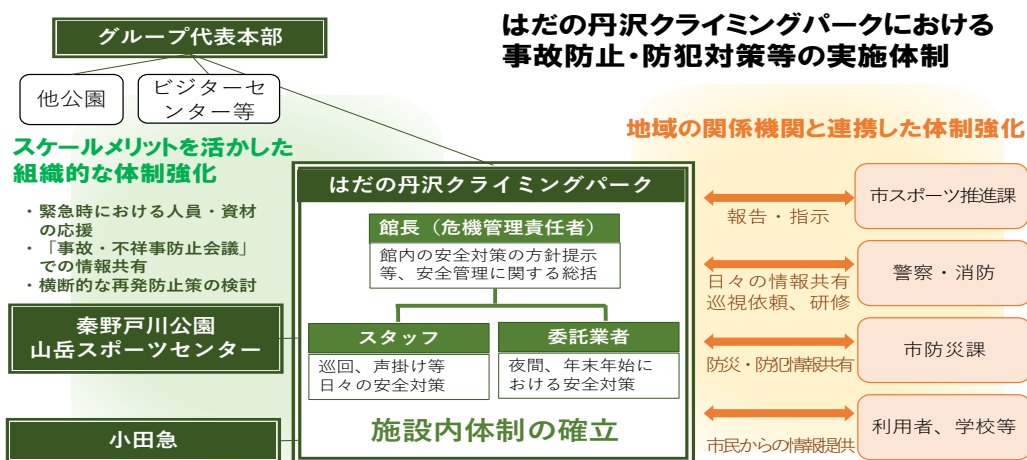 はだの丹沢クライミングパークにおける
事故防止・防犯対策等の実施体制
グループ代表本部
他公園
ビジターセ
ンター等
スケールメリットを活かした
組織的な体制強化
・緊急時における人員・資材
の応援
・「事故・不祥事防止会議」
での情報共有
・横断的な再発防止策の検討
秦野戸川公園
山岳スポーツセンター
小田急
はだの丹沢クライミングパーク
館長（危機管理責任者）
館内の安全対策の方針提示
等、安全管理に関する総括
スタッフ
巡回、声掛け等
日々の安全対策
委託業者
夜間、年末年始に
おける安全対策
施設内体制の確立
地域の関係機関と連携した体制強化
報告・指示
市スポーツ推進課
日々の情報共有
巡視依頼、研修
警察・消防
防災・防犯情報共有
市防災課
市民からの情報提供
利用者、学校等